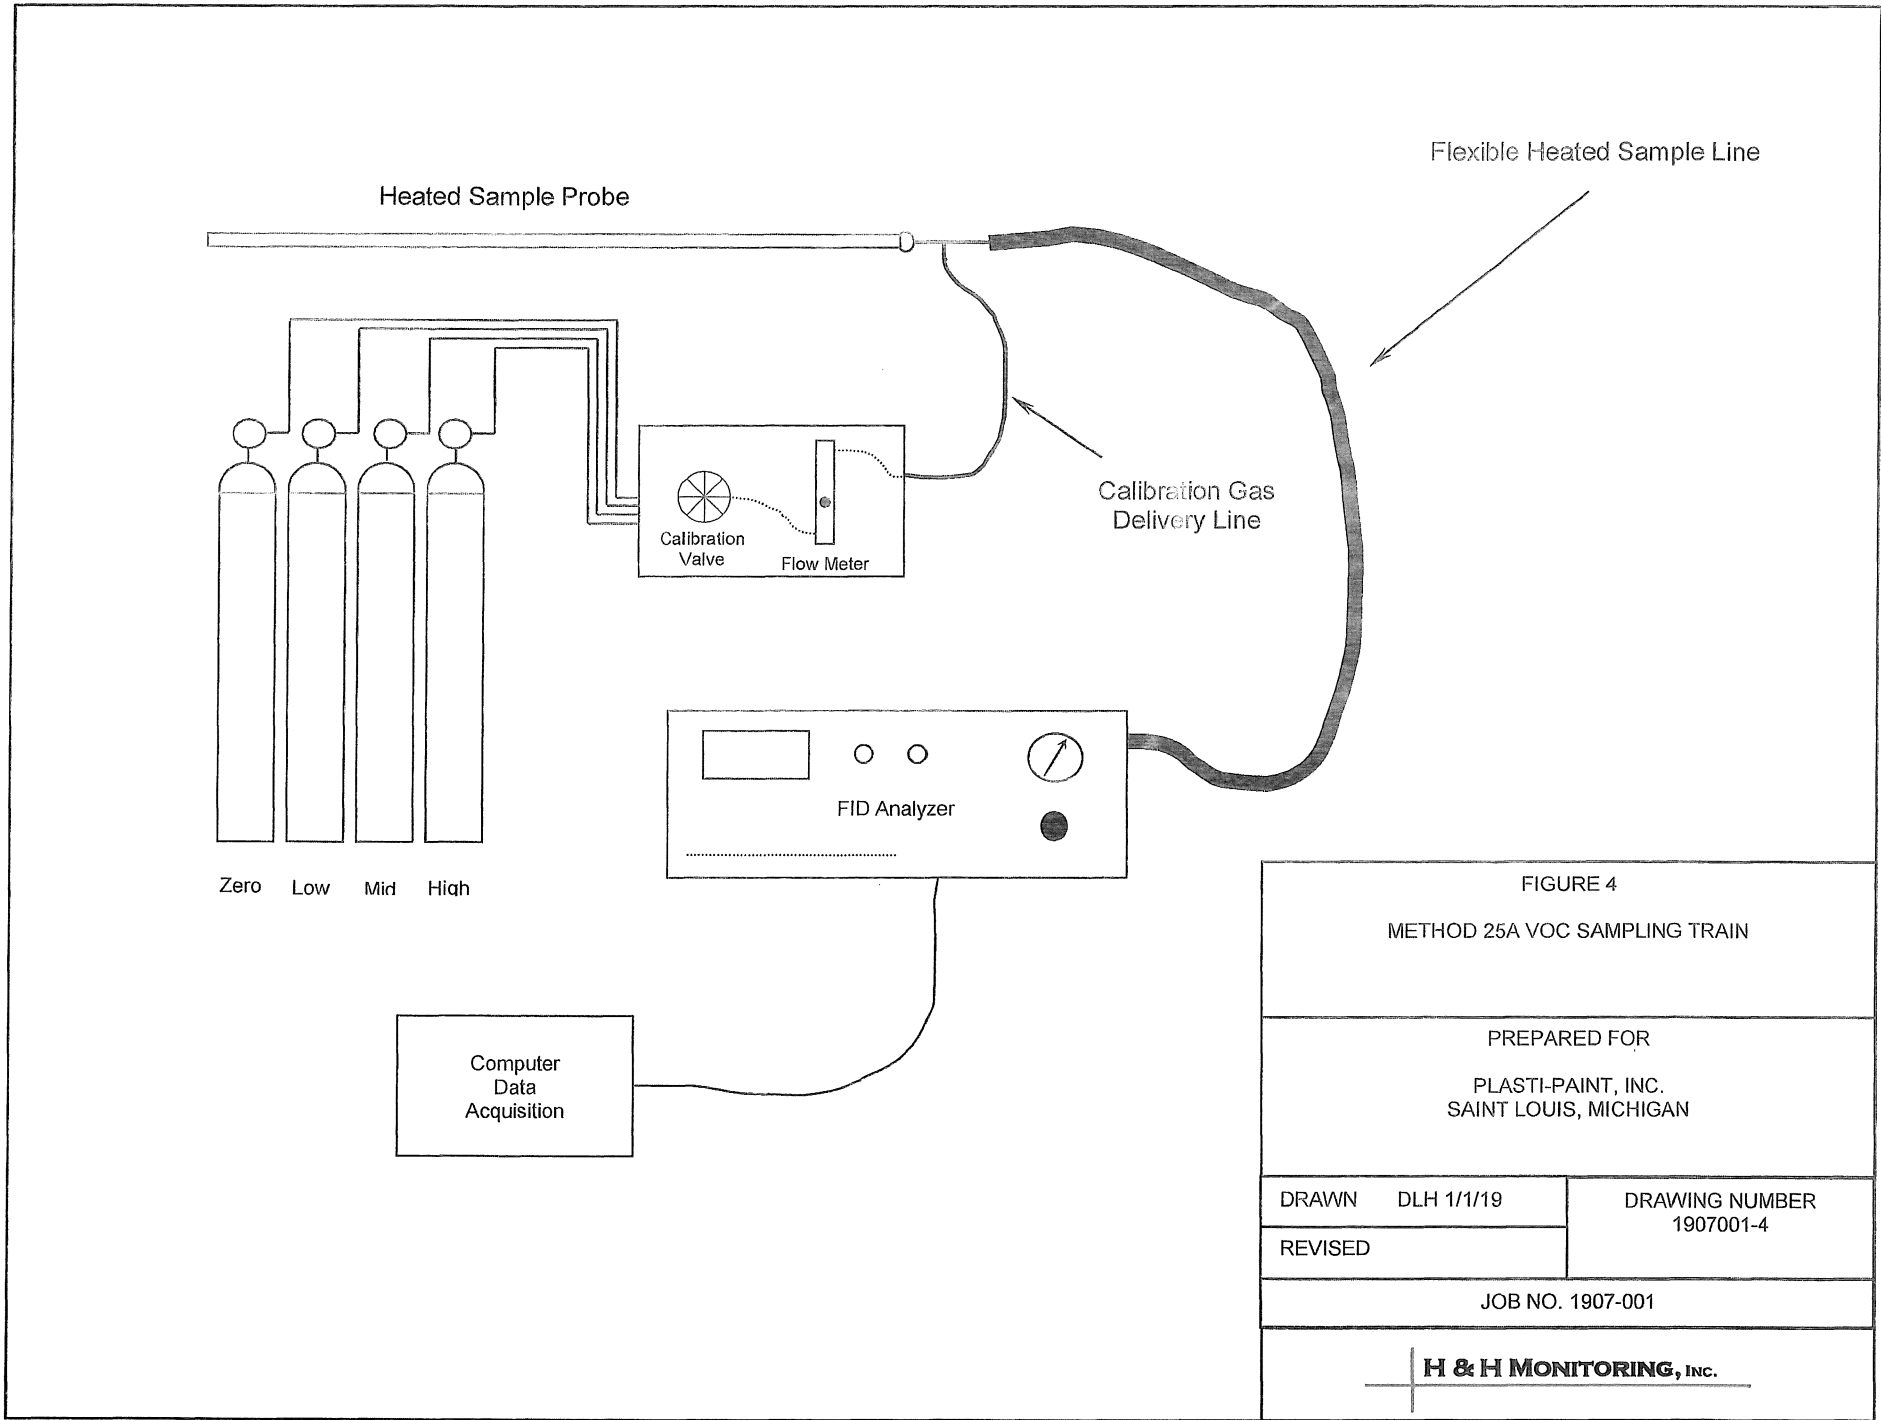 Flexible Heated Sample Line
Heated Sample Probe
Calibration Gas
Delivery Line
Calibration
Valve
Flow Meter
FID Analyzer
Zero Low Mid High
Computer
Data
Acquisition
FIGURE 4
METHOD 25A VOC SAMPLING TRAIN
PREPARED FOR
PLASTI-PAINT, INC.
SAINT LOUIS, MICHIGAN
DRAWN DLH 1/1/19
REVISED
DRAWING NUMBER
1907001-4
JOB NO. 1907-001
H & H MONITORING, INC.